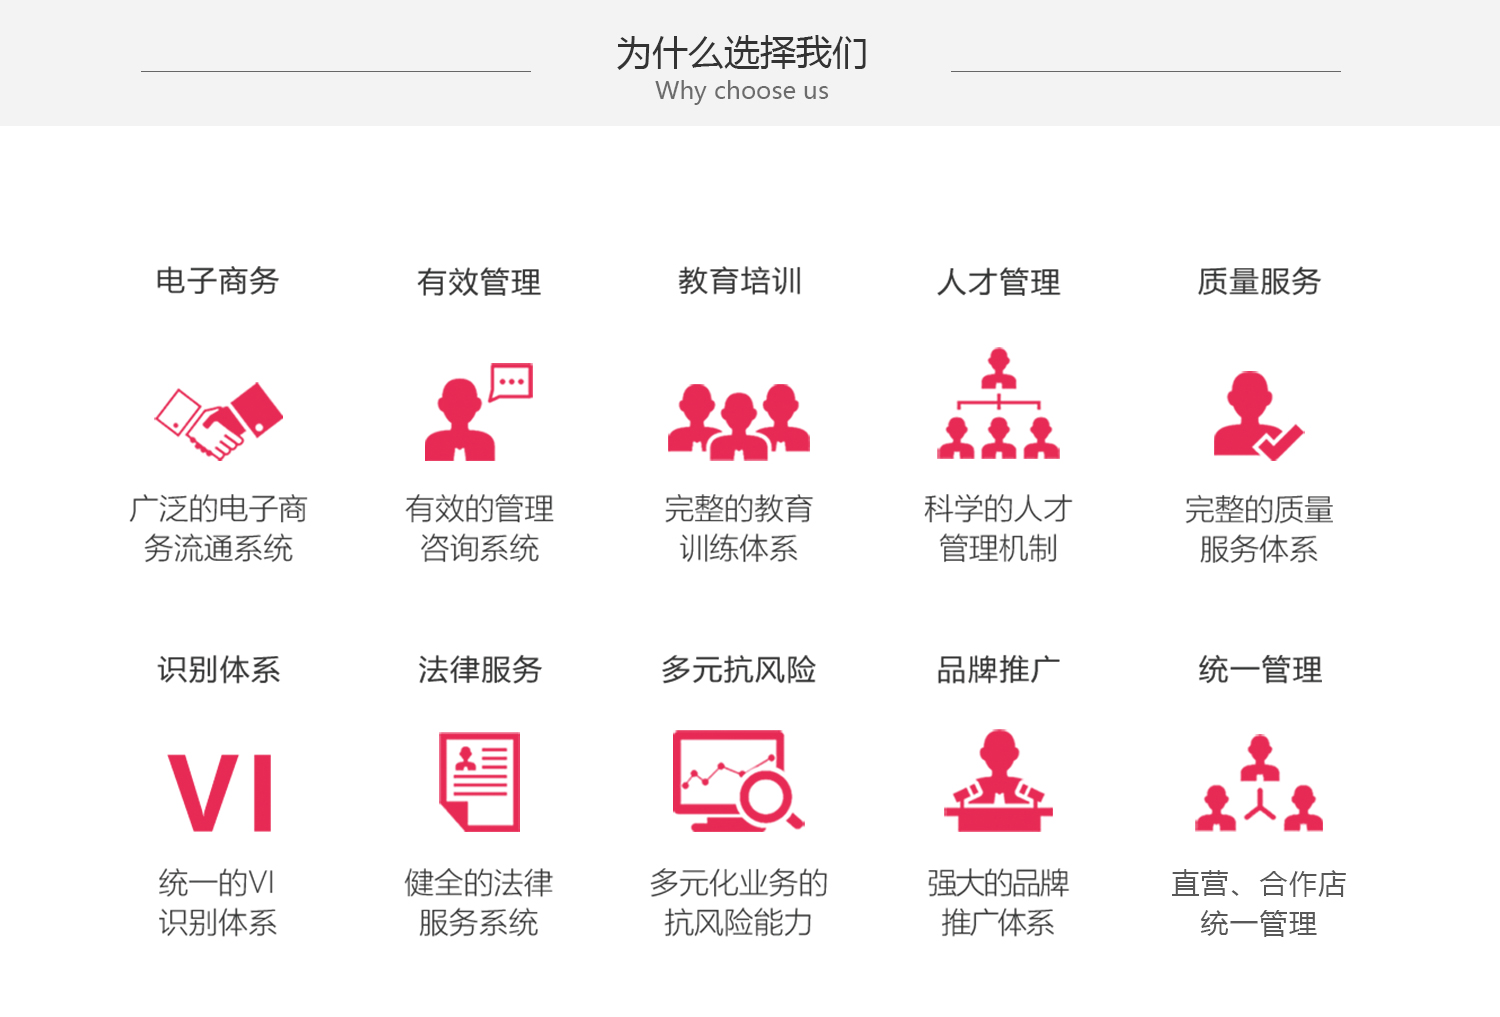 为什么选择我们
Why choose us
电子商务
有效管理
教育培训
人才管理
质量服务
广泛的电子商
务流通系统
有效的管理
咨询系统
完整的教育
训练体系
科学的人才
管理机制
完整的质量
服务体系
识别体系
法律服务
多元抗风险
品牌推广
统一管理
VI
统一的VI
识别体系
健全的法律
服务系统
多元化业务的
抗风险能力
强大的品牌
推广体系
直营、合作店
统一管理